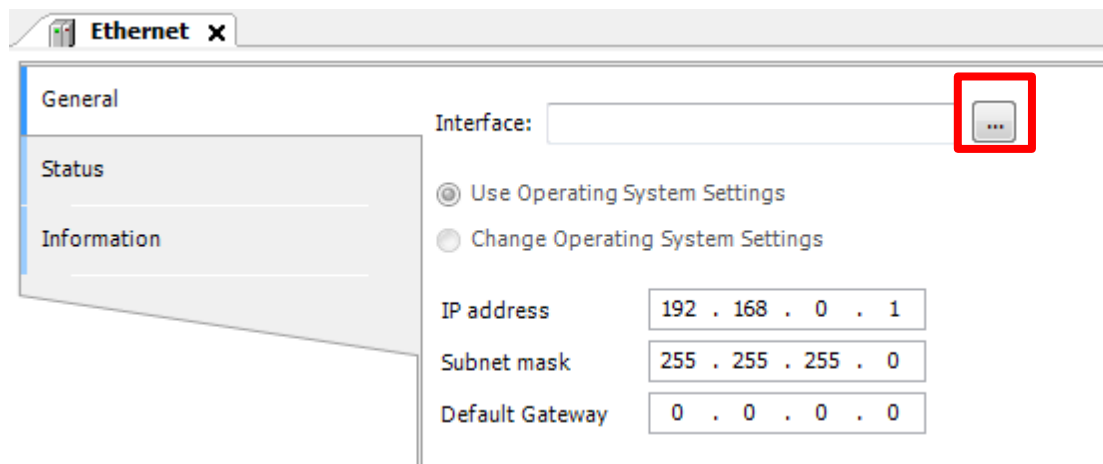 Ethernet x
General
Interface: ...
Status
Use Operating System Settings
Information
Change Operating System Settings
IP address 192 . 168 . 0 . 1
Subnet mask 255 . 255 . 255 . 0
Default Gateway 0 . 0 . 0 . 0